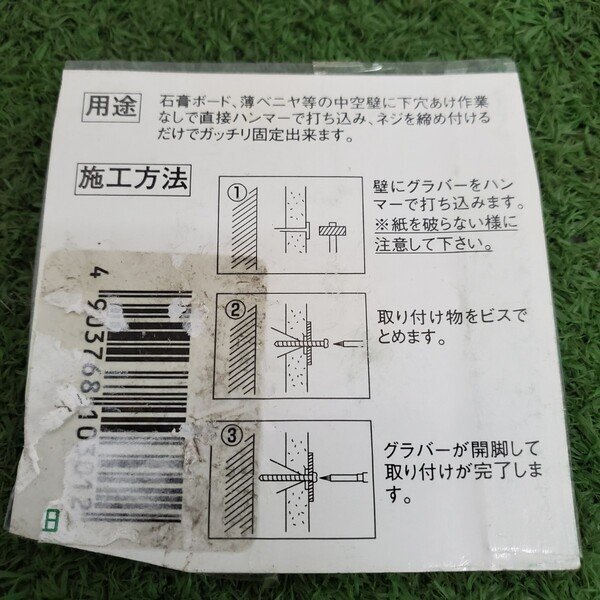 用途
石膏ボード、薄ベニヤ等の中空壁に下穴あけ作業
なしで直接ハンマーで打ち込み、ネジを締め付ける
だけでガッチリ固定出来ます。
施工方法
①
壁にグラバーをハン
マーで打ち込みます。
※紙を破らない様に
注意して下さい。
②
取り付け物をビスで
とめます。
③
グラバーが開脚して
取り付けが完了しま
す。